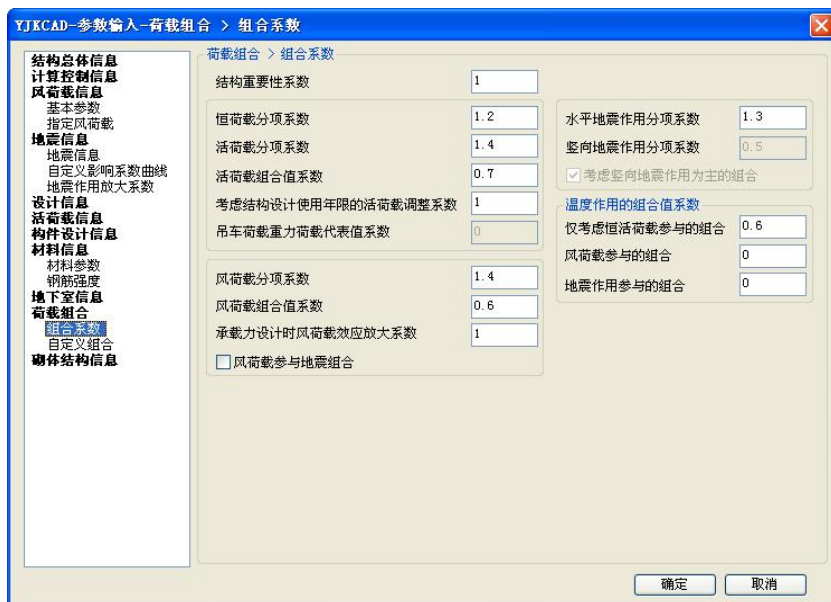 YJKCAD-参数输入-荷载组合 > 组合系数
结构总体信息
计算控制信息
风荷载信息
基本参数
指定风荷载
地震信息
地震信息
自定义影响系数曲线
地震作用放大系数
设计信息
活荷载信息
构件设计信息
材料信息
材料参数
钢筋强度
地下室信息
荷载组合
组合系数
自定义组合
砌体结构信息
荷载组合 > 组合系数
结构重要性系数 1
恒荷载分项系数 1.2
活荷载分项系数 1.4
活荷载组合值系数 0.7
考虑结构设计使用年限的活荷载调整系数 1
吊车荷载重力荷载代表值系数 0
风荷载分项系数 1.4
风荷载组合值系数 0.6
承载力设计时风荷载效应放大系数 1
风荷载参与地震组合
水平地震作用分项系数 1.3
竖向地震作用分项系数 0.5
考虑竖向地震作用为主的组合
温度作用的组合值系数
仅考虑恒活荷载参与的组合 0.6
风荷载参与的组合 0
地震作用参与的组合 0
确定 取消